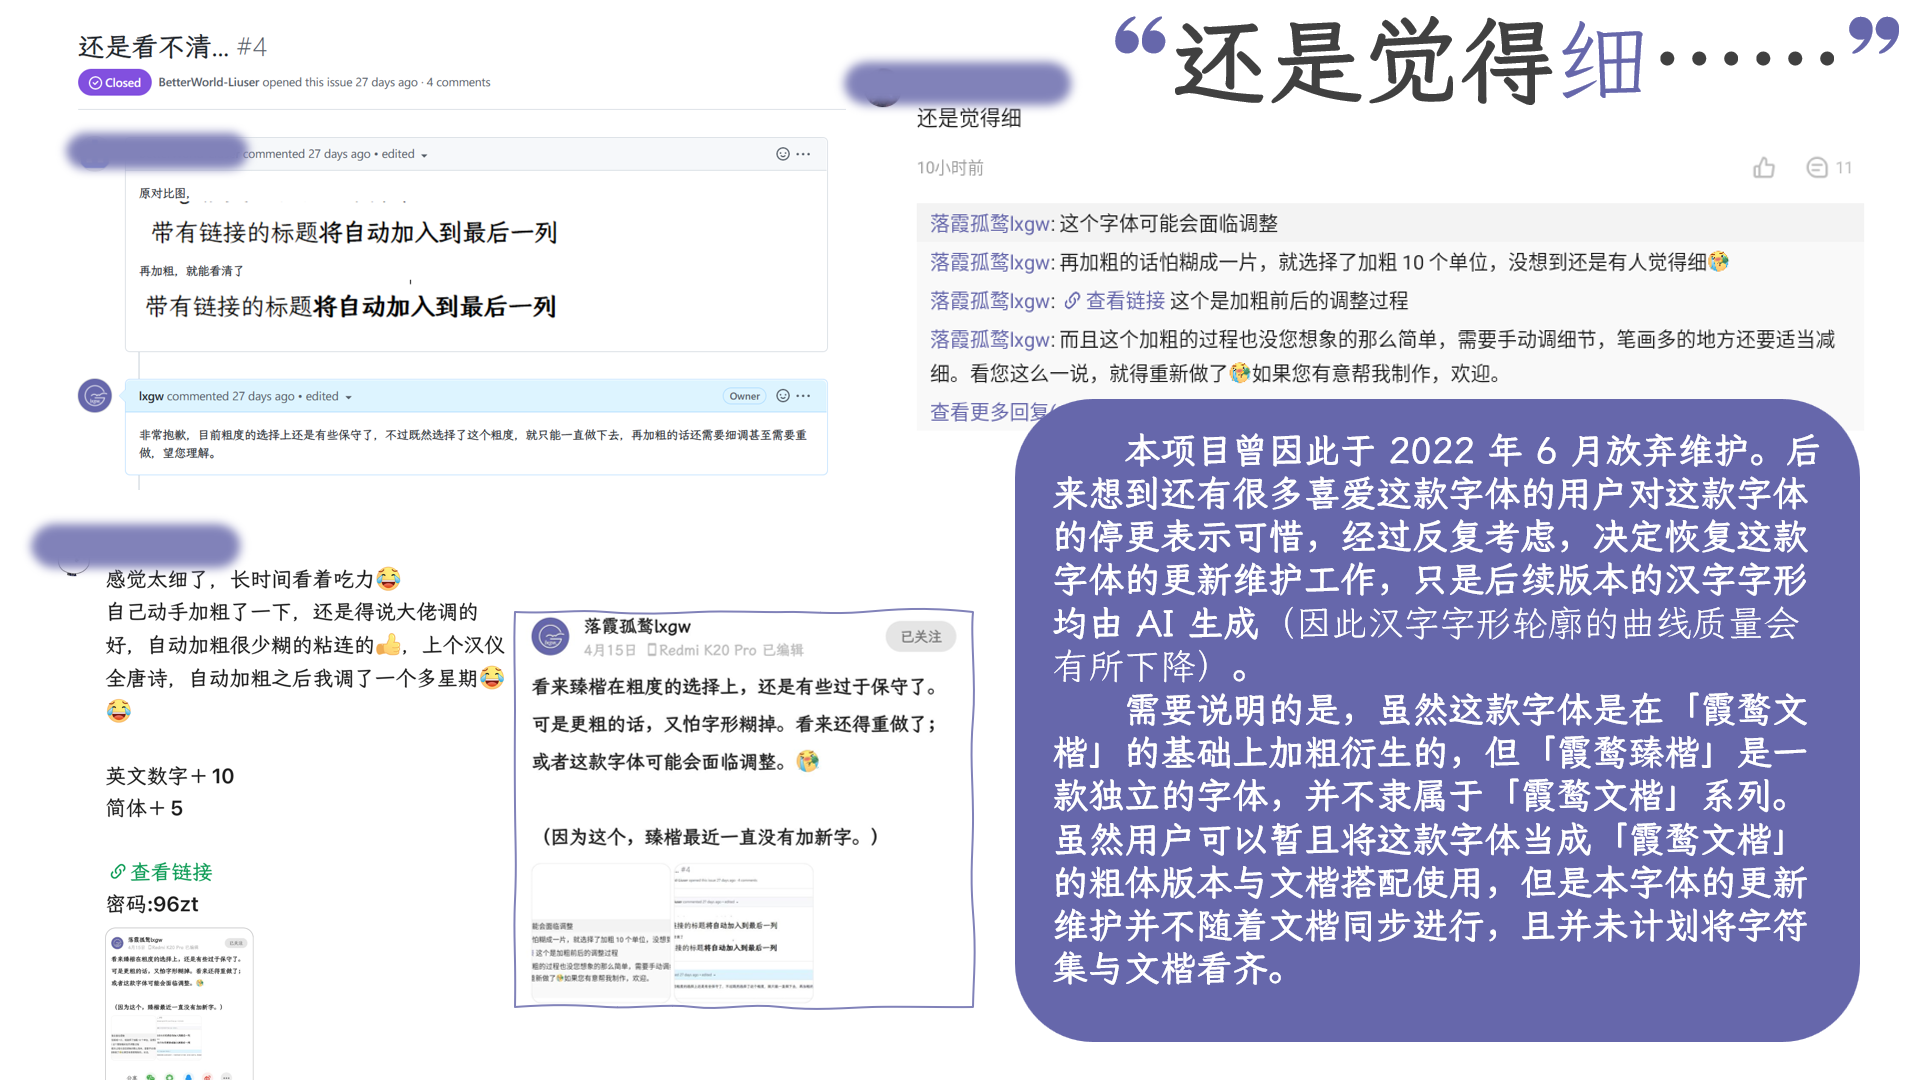 还是看不清... #4
Closed BetterWorld-Liuser opened this issue 27 days ago · 4 comments
commented 27 days ago • edited
原对比图,
带有链接的标题将自动加入到最后一列
再加粗，就能看清了
带有链接的标题将自动加入到最后一列
lxgw commented 27 days ago • edited Owner
非常抱歉，目前粗度的选择上还是有些保守了，不过既然选择了这个粗度，就只能一直做下去，再加粗的话还需要细调甚至需要重
做，望您理解。
“还是觉得细······”
还是觉得细
10小时前 11
落霞孤鹜lxgw: 这个字体可能会面临调整
落霞孤鹜lxgw: 再加粗的话怕糊成一片，就选择了加粗 10 个单位，没想到还是有人觉得细
落霞孤鹜lxgw: 查看链接 这个是加粗前后的调整过程
落霞孤鹜lxgw: 而且这个加粗的过程也没您想象的那么简单，需要手动调细节，笔画多的地方还要适当减
细。看您这么一说，就得重新做了如果您有意帮我制作，欢迎。
查看更多回复
感觉太细了，长时间看着吃力😂
自己动手加粗了一下，还是得说大佬调的
好，自动加粗很少糊的粘连的👍，上个汉仪
全唐诗，自动加粗之后我调了一个多星期😂
😂
英文数字＋10
简体＋5
查看链接
密码:96zt
落霞孤鹜lxgw
4月15日 Redmi K20 Pro 已编辑
已关注
看来臻楷在粗度的选择上，还是有些过于保守了。
可是更粗的话，又怕字形糊掉。看来还得重做了；
或者这款字体可能会面临调整。
（因为这个，臻楷最近一直没有加新字。）
本项目曾因此于 2022 年 6 月放弃维护。后
来想到还有很多喜爱这款字体的用户对这款字体
的停更表示可惜，经过反复考虑，决定恢复这款
字体的更新维护工作，只是后续版本的汉字字形
均由 AI 生成（因此汉字字形轮廓的曲线质量会
有所下降）。
需要说明的是，虽然这款字体是在「霞鹜文
楷」的基础上加粗衍生的，但「霞鹜臻楷」是一
款独立的字体，并不隶属于「霞鹜文楷」系列。
虽然用户可以暂且将这款字体当成「霞鹜文楷」
的粗体版本与文楷搭配使用，但是本字体的更新
维护并不随着文楷同步进行，且并未计划将字符
集与文楷看齐。